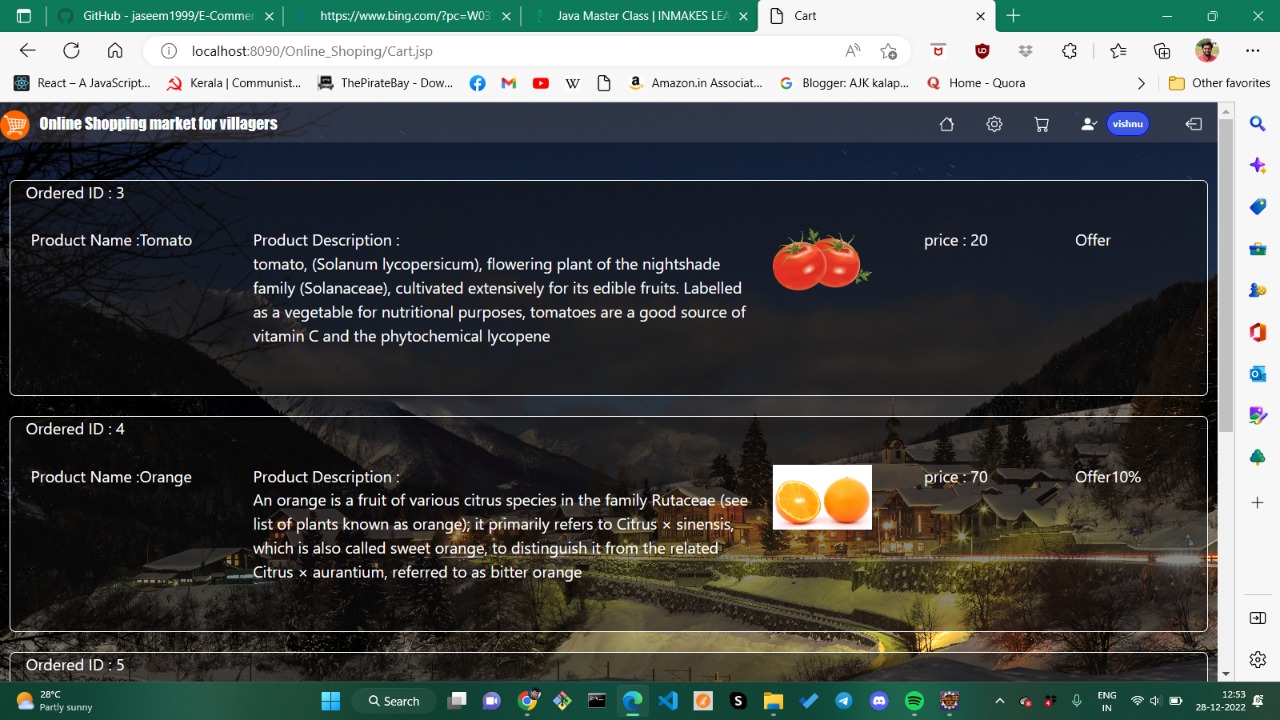 GitHub - jaseem1999/E-Commer
https://www.bing.com/?pc=W03
Java Master Class | INMAKES LEA
Cart
localhost:8090/Online_Shoping/Cart.jsp
React – A JavaScript...
Kerala | Communist...
ThePirateBay - Dow...
Amazon.in Associat...
Blogger: AJK kalap...
Home - Quora
Other favorites
Online Shopping market for villagers
vishnu
Ordered ID : 3
Product Name :Tomato
Product Description :
tomato, (Solanum lycopersicum), flowering plant of the nightshade
family (Solanaceae), cultivated extensively for its edible fruits. Labelled
as a vegetable for nutritional purposes, tomatoes are a good source of
vitamin C and the phytochemical lycopene
price : 20
Offer
Ordered ID : 4
Product Name :Orange
Product Description :
An orange is a fruit of various citrus species in the family Rutaceae (see
list of plants known as orange); it primarily refers to Citrus × sinensis,
which is also called sweet orange, to distinguish it from the related
Citrus × aurantium, referred to as bitter orange
price : 70
Offer10%
Ordered ID : 5
28°C
Partly sunny
Search
ENG
IN
12:53
28-12-2022